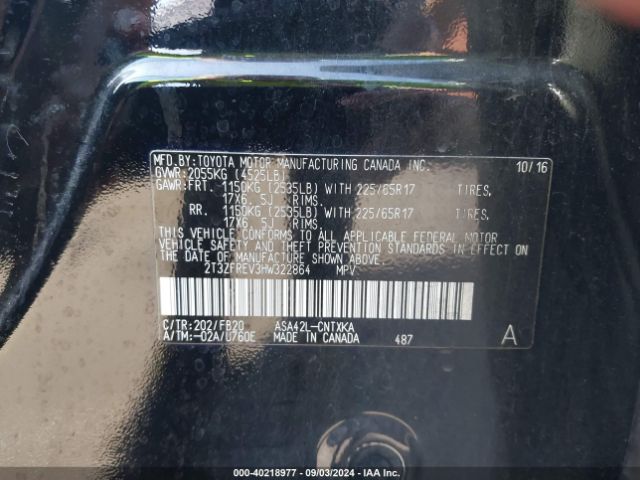 MFD.BY:TOYOTA MOTOR MANUFACTURING CANADA INC. 10/16
GVWR:2055KG (4525LB)
GAWR:FRT. 1150KG (2535LB) WITH 225/65R17 TIRES,
17X6.5J RIMS.
RR. 1150KG (2535LB) WITH 225/65R17 TIRES,
17X6.5J RIMS.
THIS VEHICLE CONFORMS TO ALL APPLICABLE FEDERAL MOTOR
VEHICLE SAFETY AND THEFT PREVENTION STANDARDS IN EFFECT ON
THE DATE OF MANUFACTURE SHOWN ABOVE.
2T3ZFREV3HW322864 MPV
C/TR:202/FB20 ASA42L-CNTXKA
A/TM:-02A/U760E MADE IN CANADA 487 A
000-40218977 - 09/03/2024 - IAA Inc.